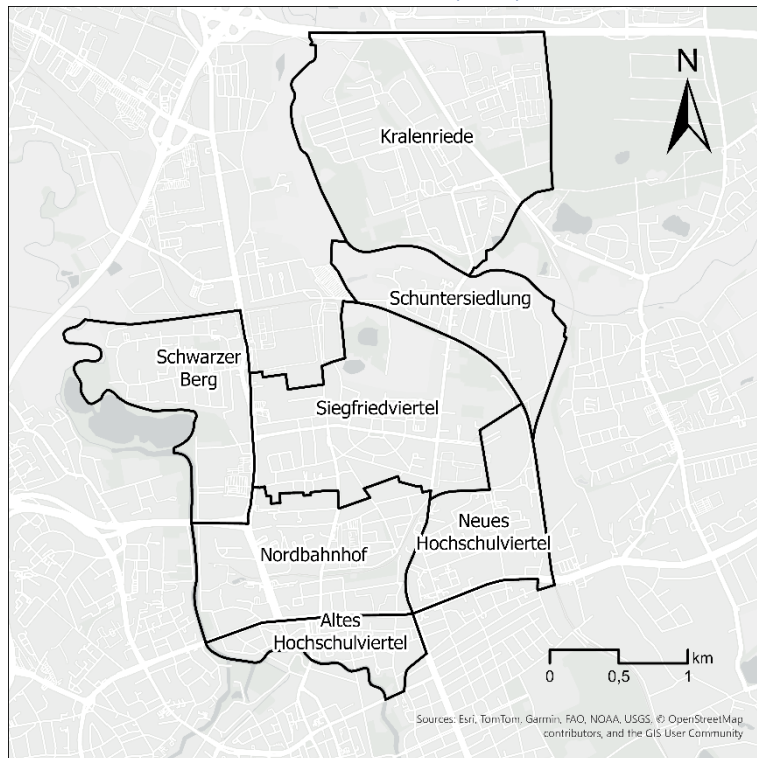 N
Kralenriede
Schuntersiedlung
Schwarzer
Berg
Siegfriedviertel
Neues
Hochschulviertel
Nordbahnhof
Altes
Hochschulviertel
km
0 0,5 1
Sources: Esri, TomTom, Garmin, FAO, NOAA, USGS, © OpenStreetMap
contributors, and the GIS User Community